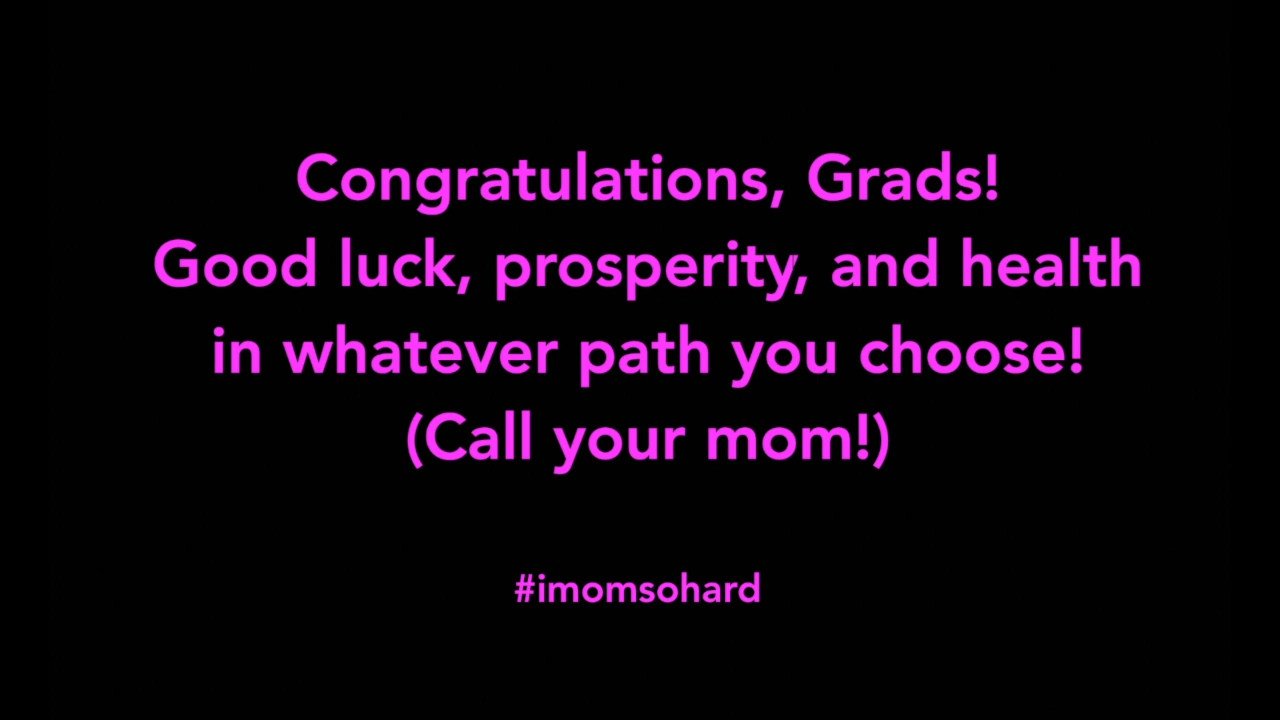 Congratulations, Grads!
Good luck, prosperity, and health
in whatever path you choose!
(Call your mom!)
#imomsohard